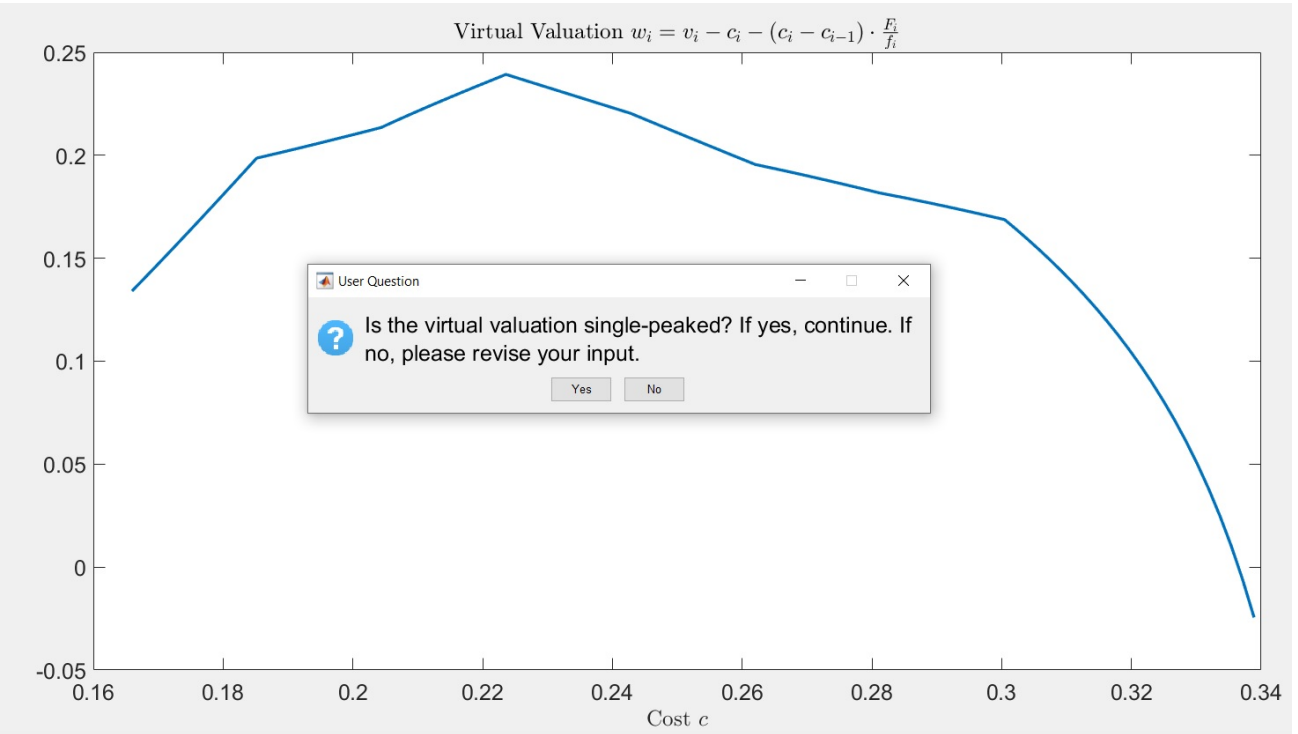 Virtual Valuation $w_i = v_i - c_i - (c_i - c_{i-1}) \cdot \frac{F_i}{f_i}$
0.25
0.2
0.15
0.1
0.05
0
-0.05
User Question
Is the virtual valuation single-peaked? If yes, continue. If
no, please revise your input.
Yes No
0.16 0.18 0.2 0.22 0.24 0.26 0.28 0.3 0.32 0.34
Cost c